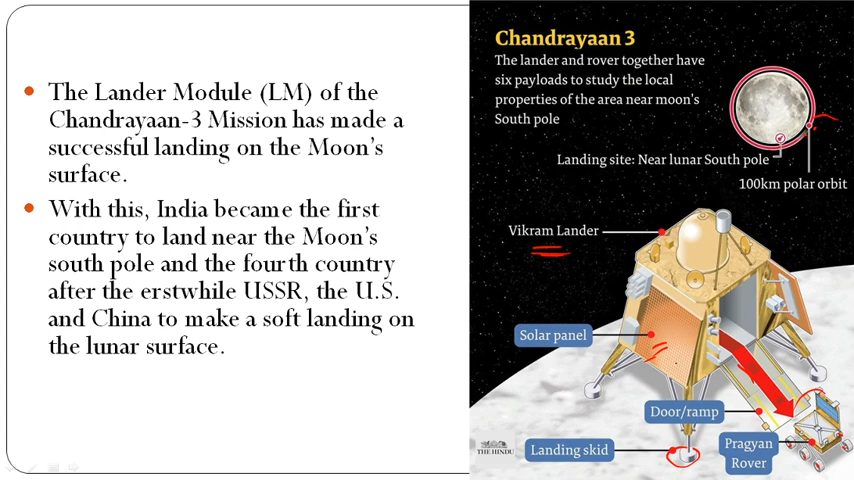 The Lander Module (LM) of the
Chandrayaan-3 Mission has made a
successful landing on the Moon's
surface.
With this, India became the first
country to land near the Moon's
south pole and the fourth country
after the erstwhile USSR, the U.S.
and China to make a soft landing on
the lunar surface.
Chandrayaan 3
The lander and rover together have
six payloads to study the local
properties of the area near moon's
South pole
Landing site: Near lunar South pole
100km polar orbit
Vikram Lander
Solar panel
Door/ramp
Landing skid
Pragyan
Rover
THE HINDU